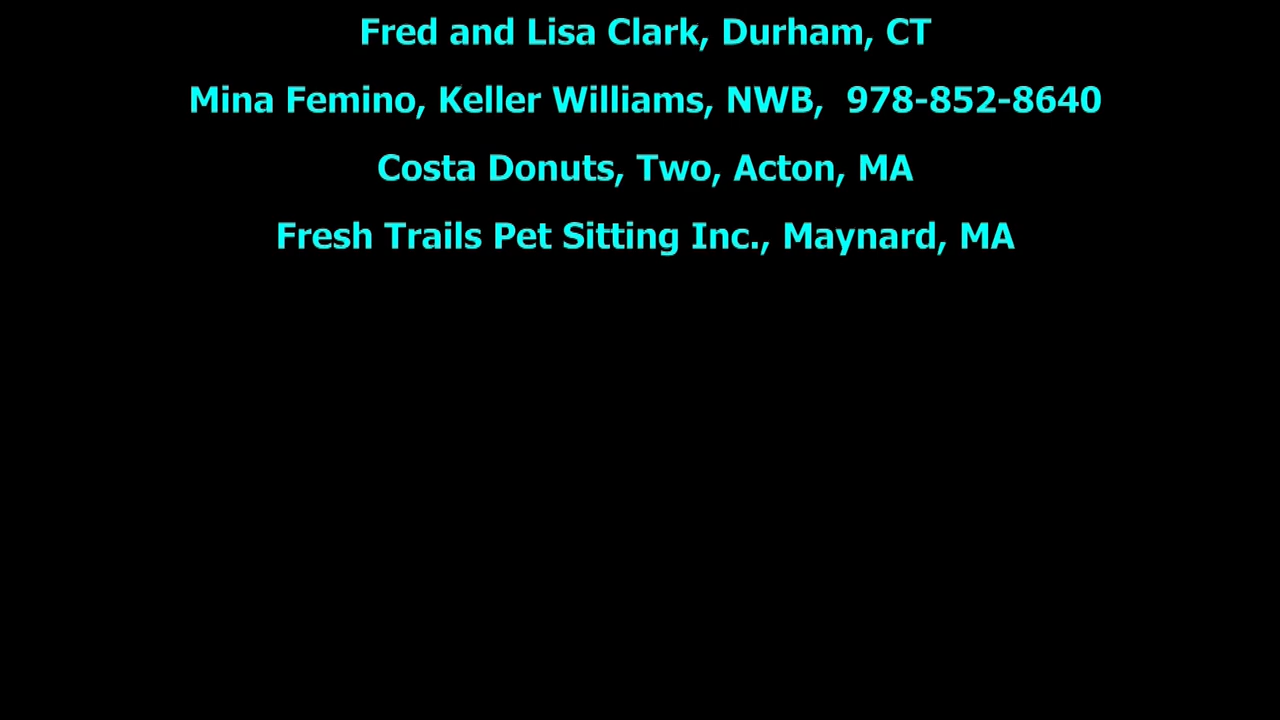 Fred and Lisa Clark, Durham, CT
Mina Femino, Keller Williams, NWB,  978-852-8640
Costa Donuts, Two, Acton, MA
Fresh Trails Pet Sitting Inc., Maynard, MA